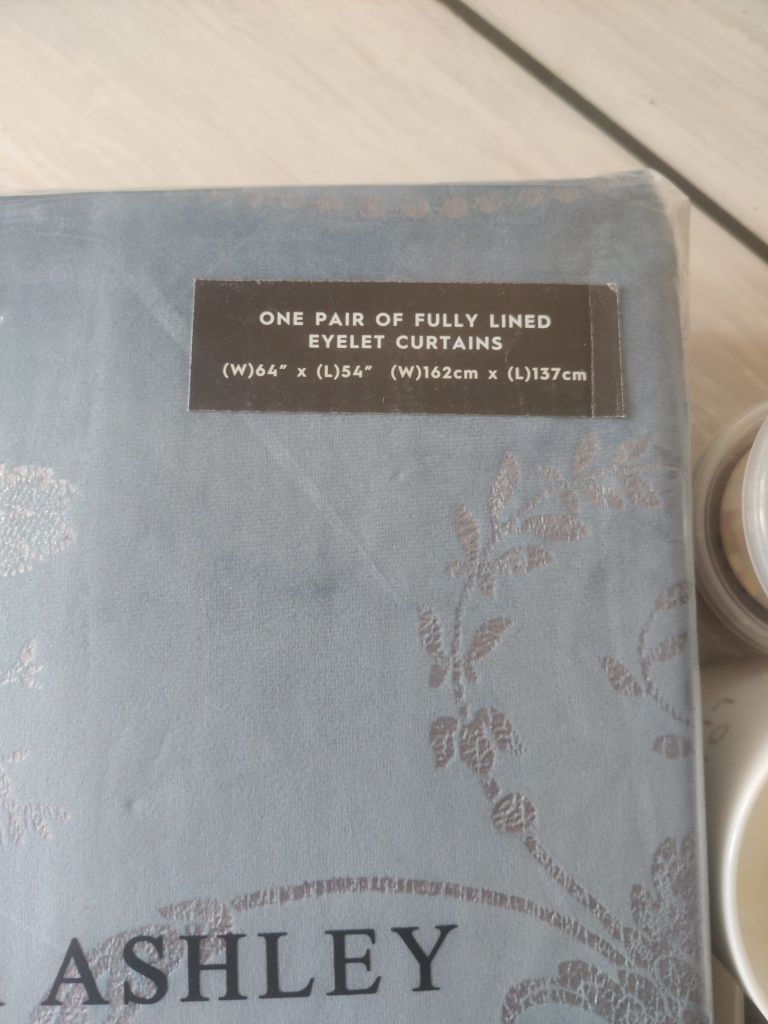 ONE PAIR OF FULLY LINED
EYELET CURTAINS
(W)64" x (L)54" (W)162cm x (L)137cm
ASHLEY